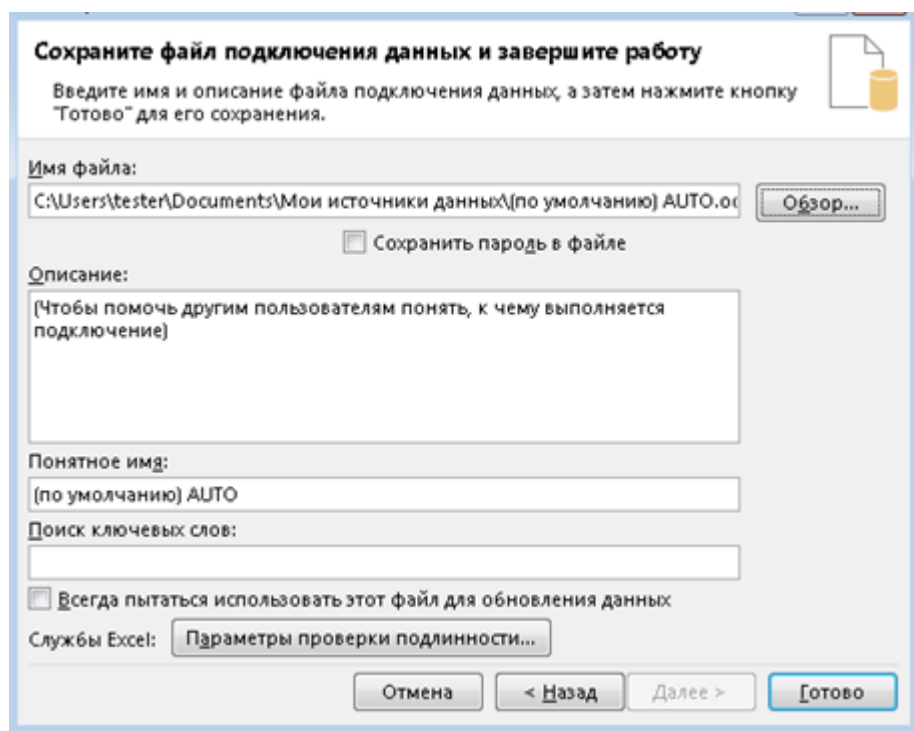 Сохраните файл подключения данных и завершите работу
Введите имя и описание файла подключения данных, а затем нажмите кнопку
"Готово" для его сохранения.
Имя файла:
C:\Users\tester\Documents\Мои источники данных\(по умолчанию) AUTO.oc
Обзор...
Сохранить пароль в файле
Описание:
(Чтобы помочь другим пользователям понять, к чему выполняется
подключение)
Понятное имя:
(по умолчанию) AUTO
Поиск ключевых слов:
Всегда пытаться использовать этот файл для обновления данных
Службы Excel: Параметры проверки подлинности...
Отмена < Назад Далее > Готово